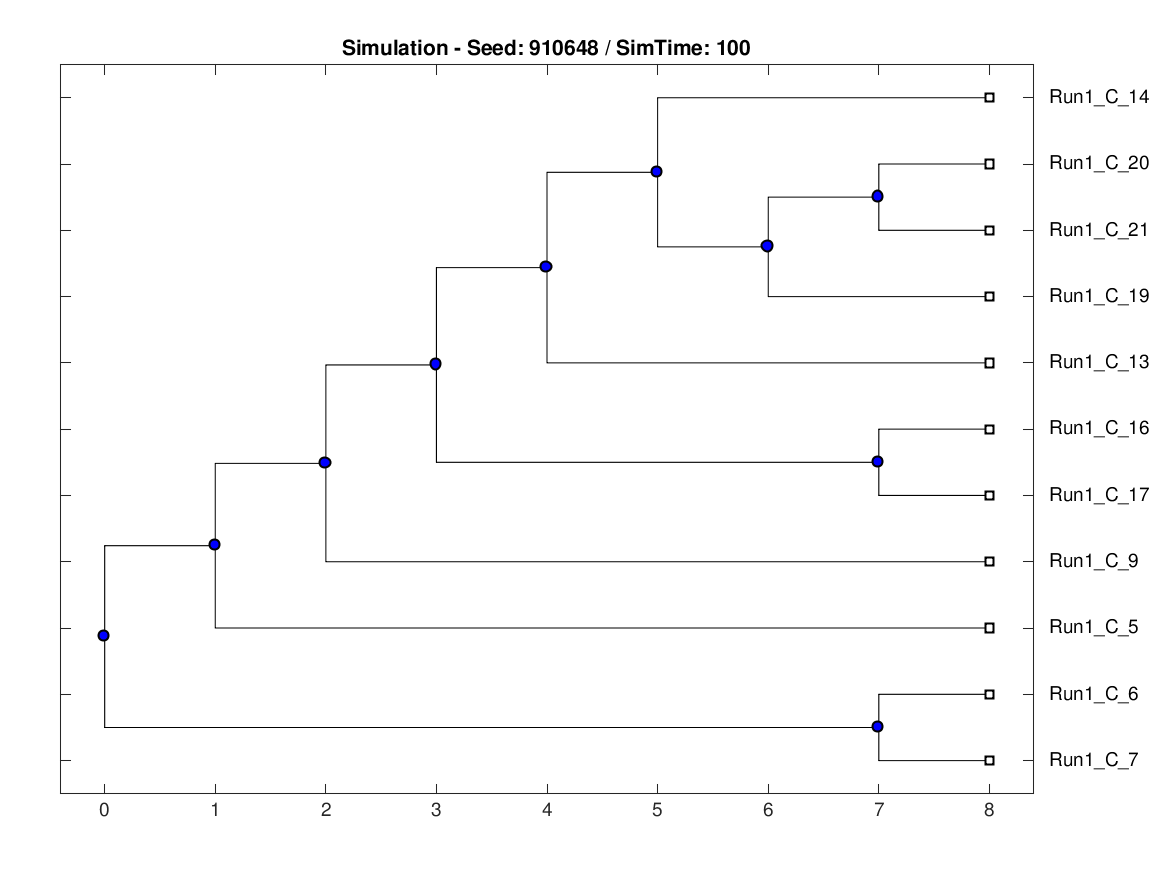 Simulation - Seed: 910648 / SimTime: 100
Run1_C_14
Run1_C_20
Run1_C_21
Run1_C_19
Run1_C_13
Run1_C_16
Run1_C_17
Run1_C_9
Run1_C_5
Run1_C_6
Run1_C_7
0 1 2 3 4 5 6 7 8